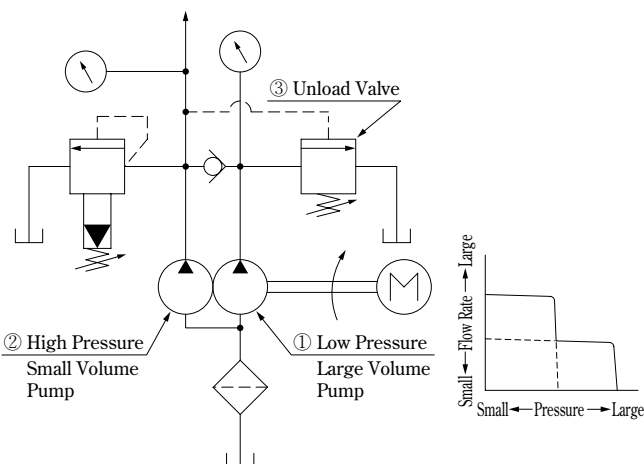 ③ Unload Valve
M
② High Pressure
Small Volume
Pump
① Low Pressure
Large Volume
Pump
Small Flow Rate Large
Small Pressure Large